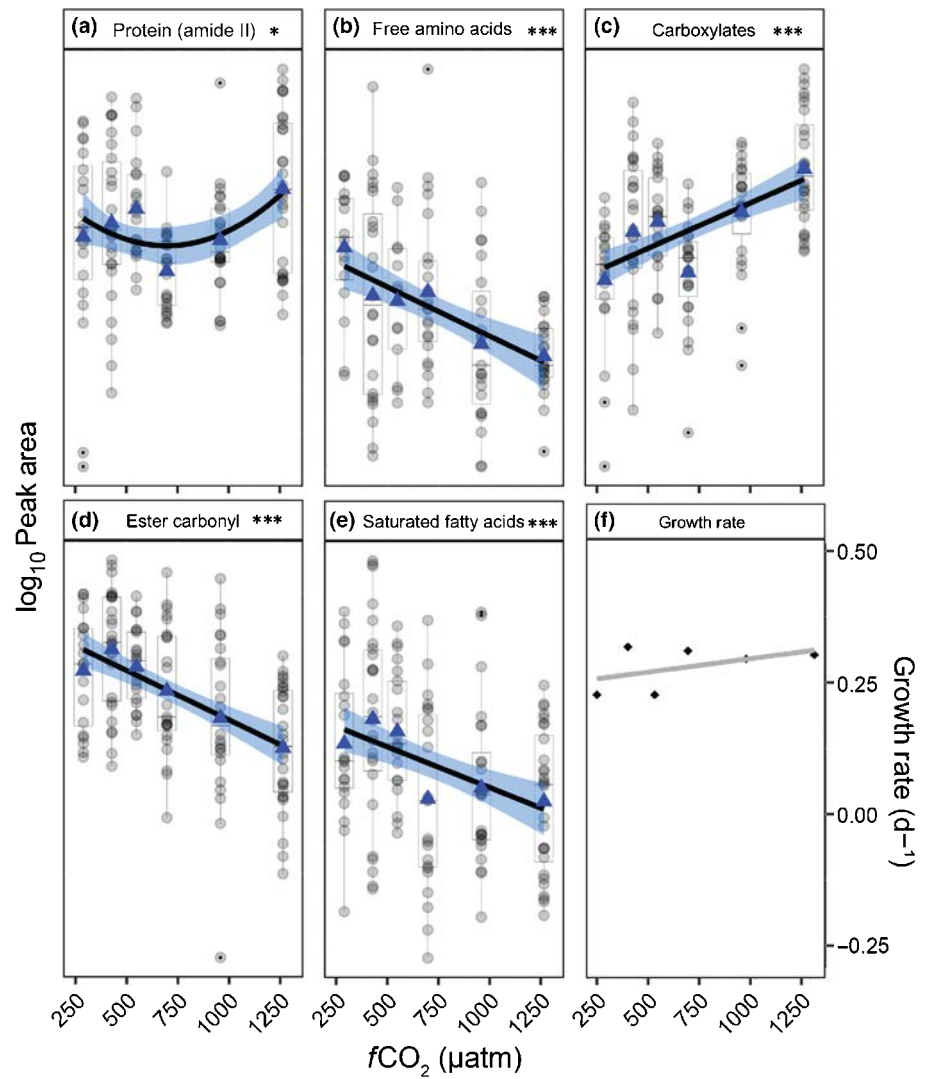 (a) Protein (amide II) *
(b) Free amino acids ***
(c) Carboxylates ***
log10 Peak area
(d) Ester carbonyl ***
(e) Saturated fatty acids ***
(f) Growth rate
0.50
0.25
0.00
−0.25
Growth rate (d−1)
250 500 750 1000 1250
250 500 750 1000 1250
250 500 750 1000 1250
fCO2 (µatm)